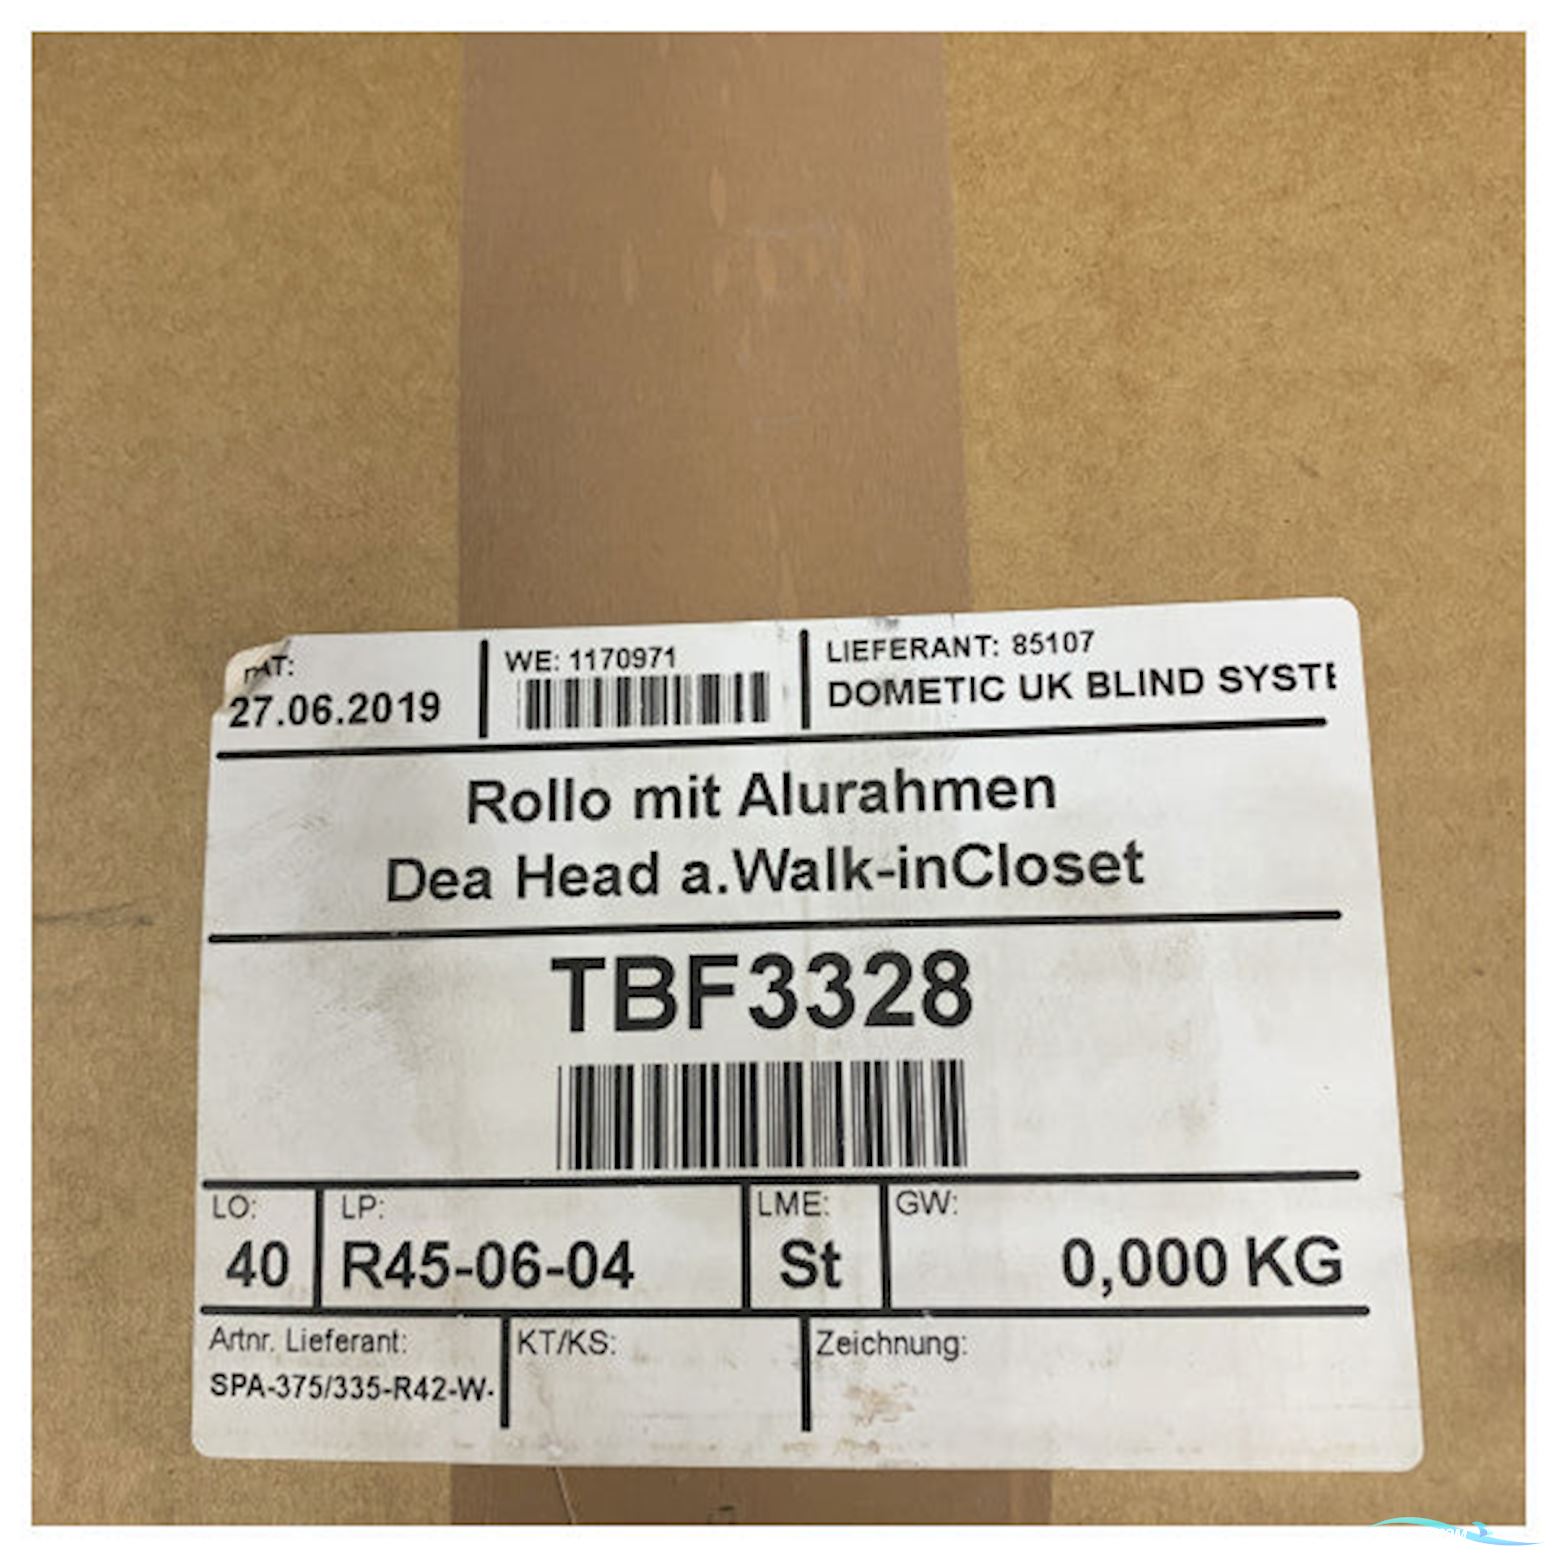 DAT:
27.06.2019
WE: 1170971
LIEFERANT: 85107
DOMETIC UK BLIND SYSTE
Rollo mit Alurahmen
Dea Head a.Walk-inCloset
TBF3328
LO:
40
LP:
R45-06-04
LME:
St
GW:
0,000 KG
Artnr. Lieferant:
SPA-375/335-R42-W-
KT/KS:
Zeichnung: